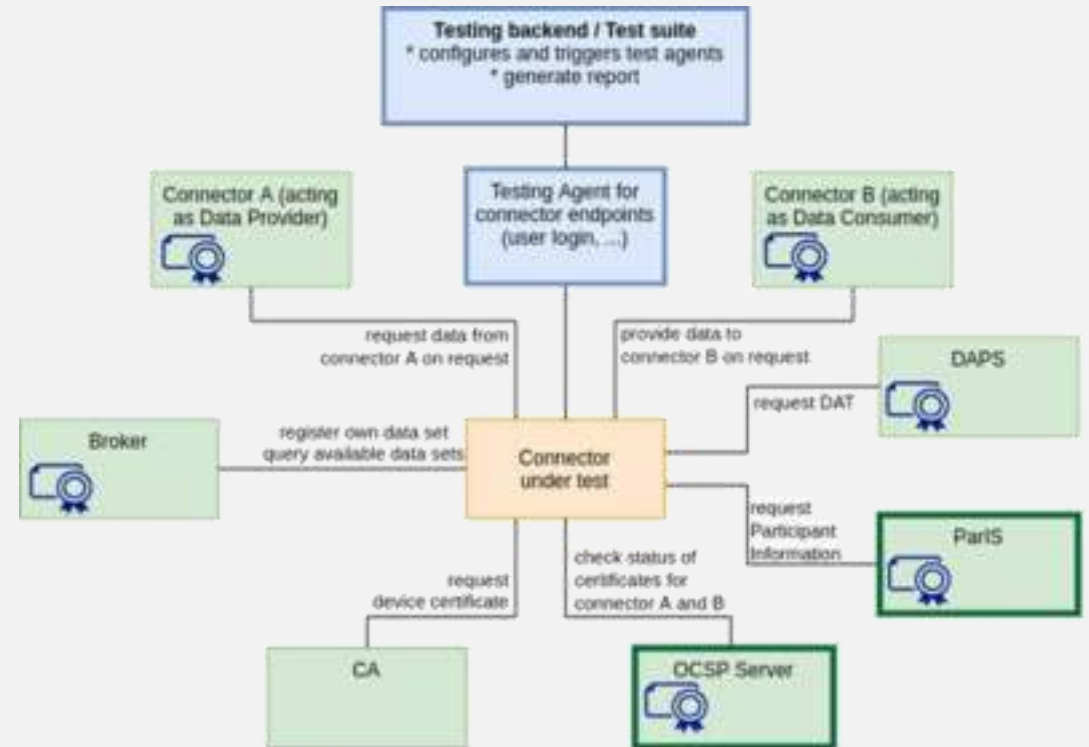 Testing backend / Test suite
* configures and triggers test agents
* generate report
Connector A (acting
as Data Provider)
Testing Agent for
connector endpoints
(user login, ...)
Connector B (acting
as Data Consumer)
request data from
connector A on request
provide data to
connector B on request
DAPS
request DAT
Broker
register own data set
query available data sets
Connector
under test
request
Participant
Information
ParIS
request
device certificate
check status of
certificates for
connector A and B
CA
OCSP Server